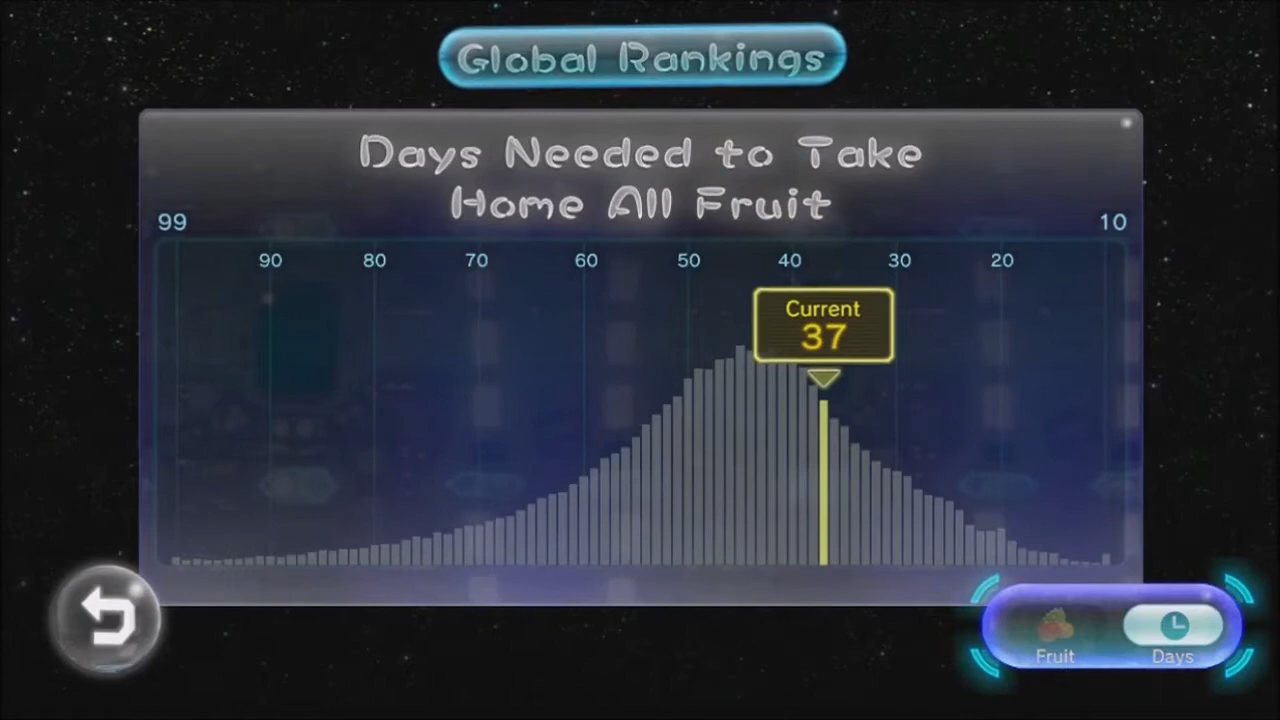 Global Rankings
Days Needed to Take
Home All Fruit
99 10
90 80 70 60 50 40 30 20
Current
37
Fruit Days